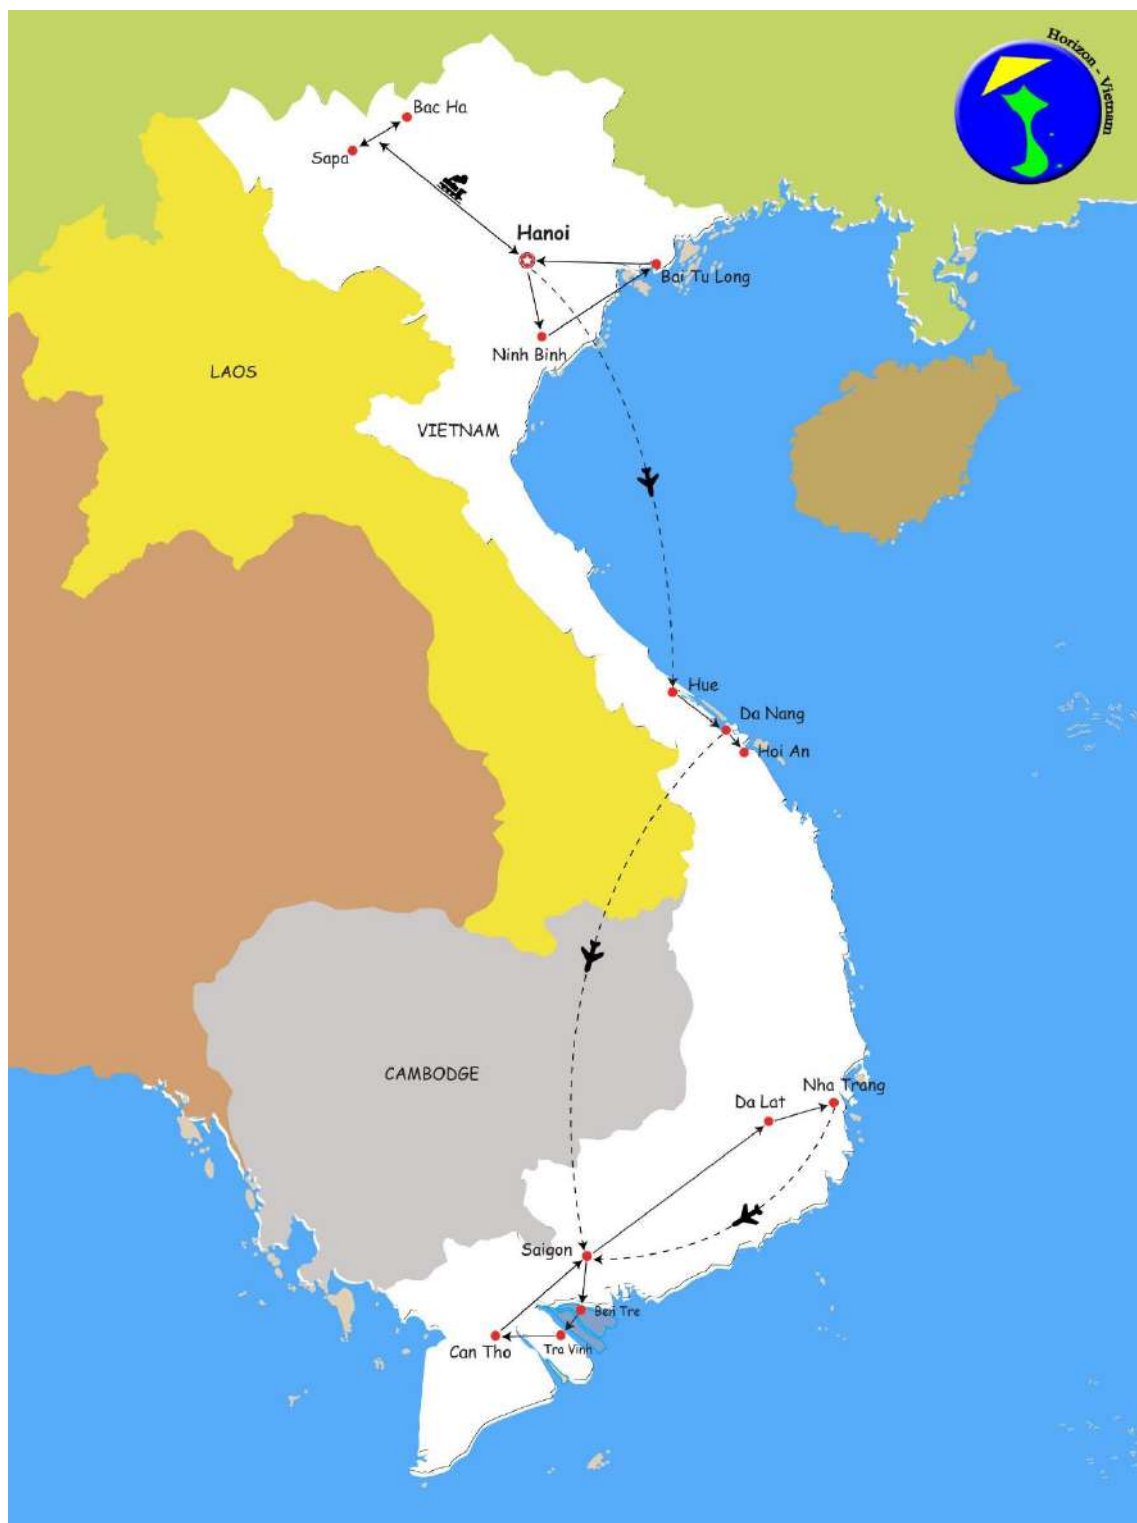 Horizon - Vietnam
Bac Ha
Sapa
Hanoi
Bai Tu Long
Ninh Binh
LAOS
VIETNAM
Hue
Da Nang
Hoi An
CAMBODGE
Nha Trang
Da Lat
Saigon
Ben Tre
Can Tho
Tra Vinh